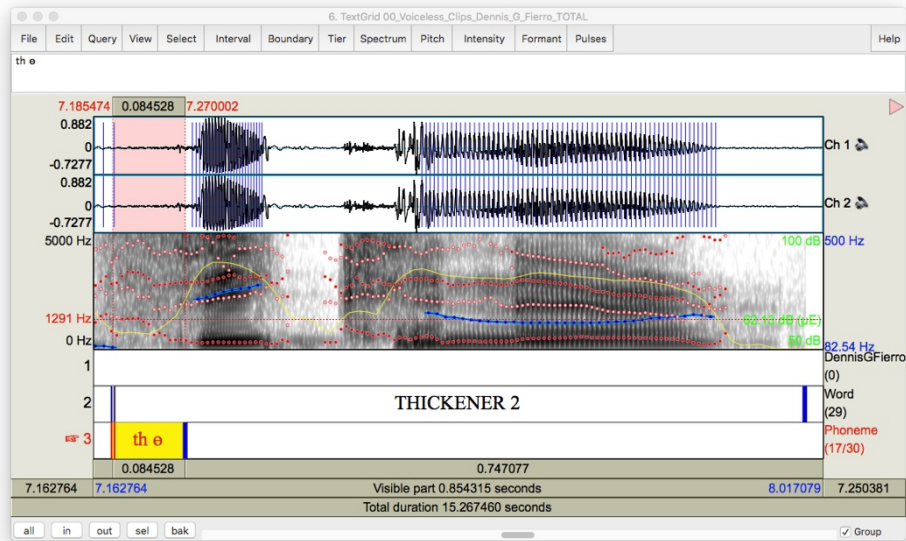 6. TextGrid 00_Voiceless_Clips_Dennis_G_Fierro_TOTAL
File Edit Query View Select Interval Boundary Tier Spectrum Pitch Intensity Formant Pulses Help
th ɵ
7.185474 0.084528 7.270002
0.882
0
-0.7277
Ch 1
0.882
0
-0.7277
Ch 2
5000 Hz 100 dB 500 Hz
1291 Hz
0 Hz 50 dB 82.54 Hz
1 DennisGFierro (0)
2 THICKENER 2 Word (29)
3 th ɵ Phoneme (17/30)
0.084528 0.747077
7.162764 7.162764 Visible part 0.854315 seconds 8.017079 7.250381
Total duration 15.267460 seconds
all in out sel bak Group